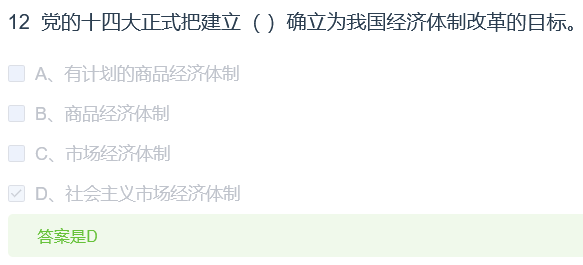 12 党的十四大正式把建立（ ）确立为我国经济体制改革的目标。
A、有计划的商品经济体制
B、商品经济体制
C、市场经济体制
D、社会主义市场经济体制
答案是D